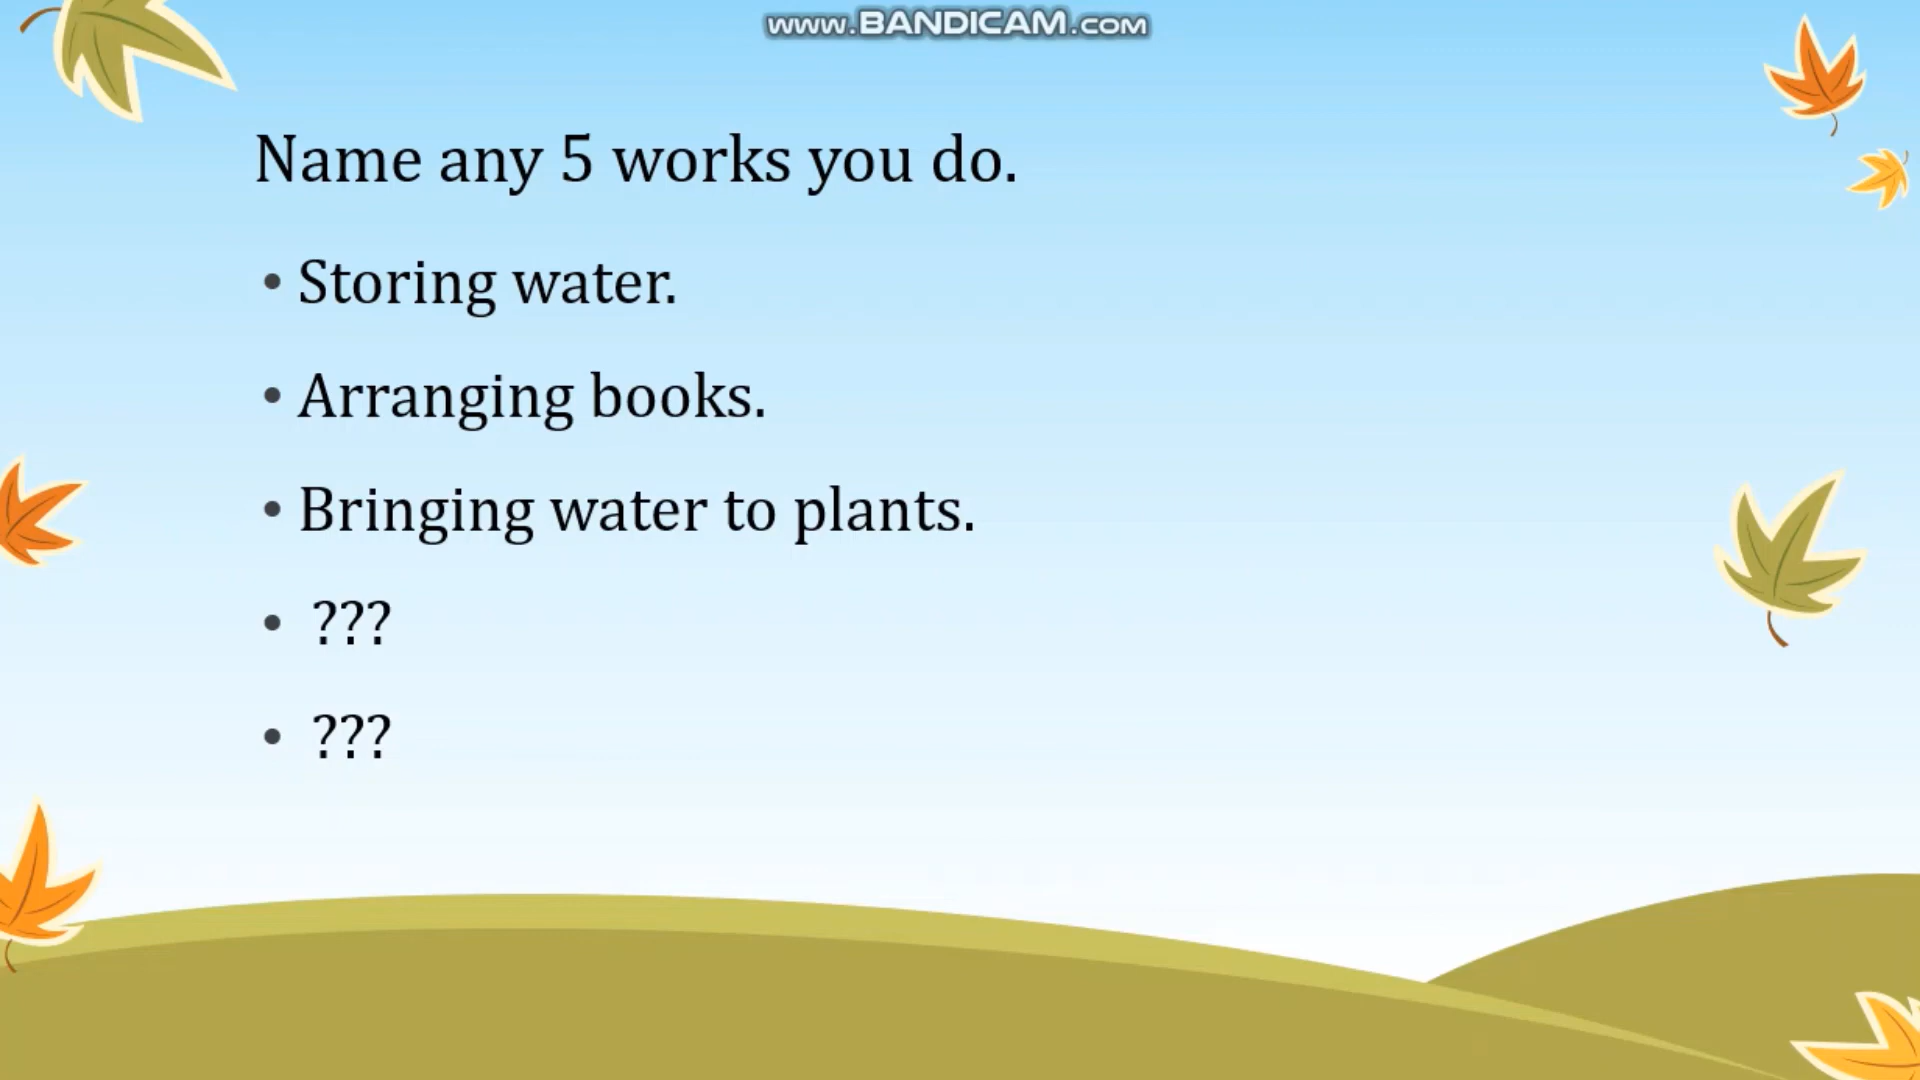 www.BANDICAM.com
Name any 5 works you do.
• Storing water.
• Arranging books.
• Bringing water to plants.
• ???
• ???